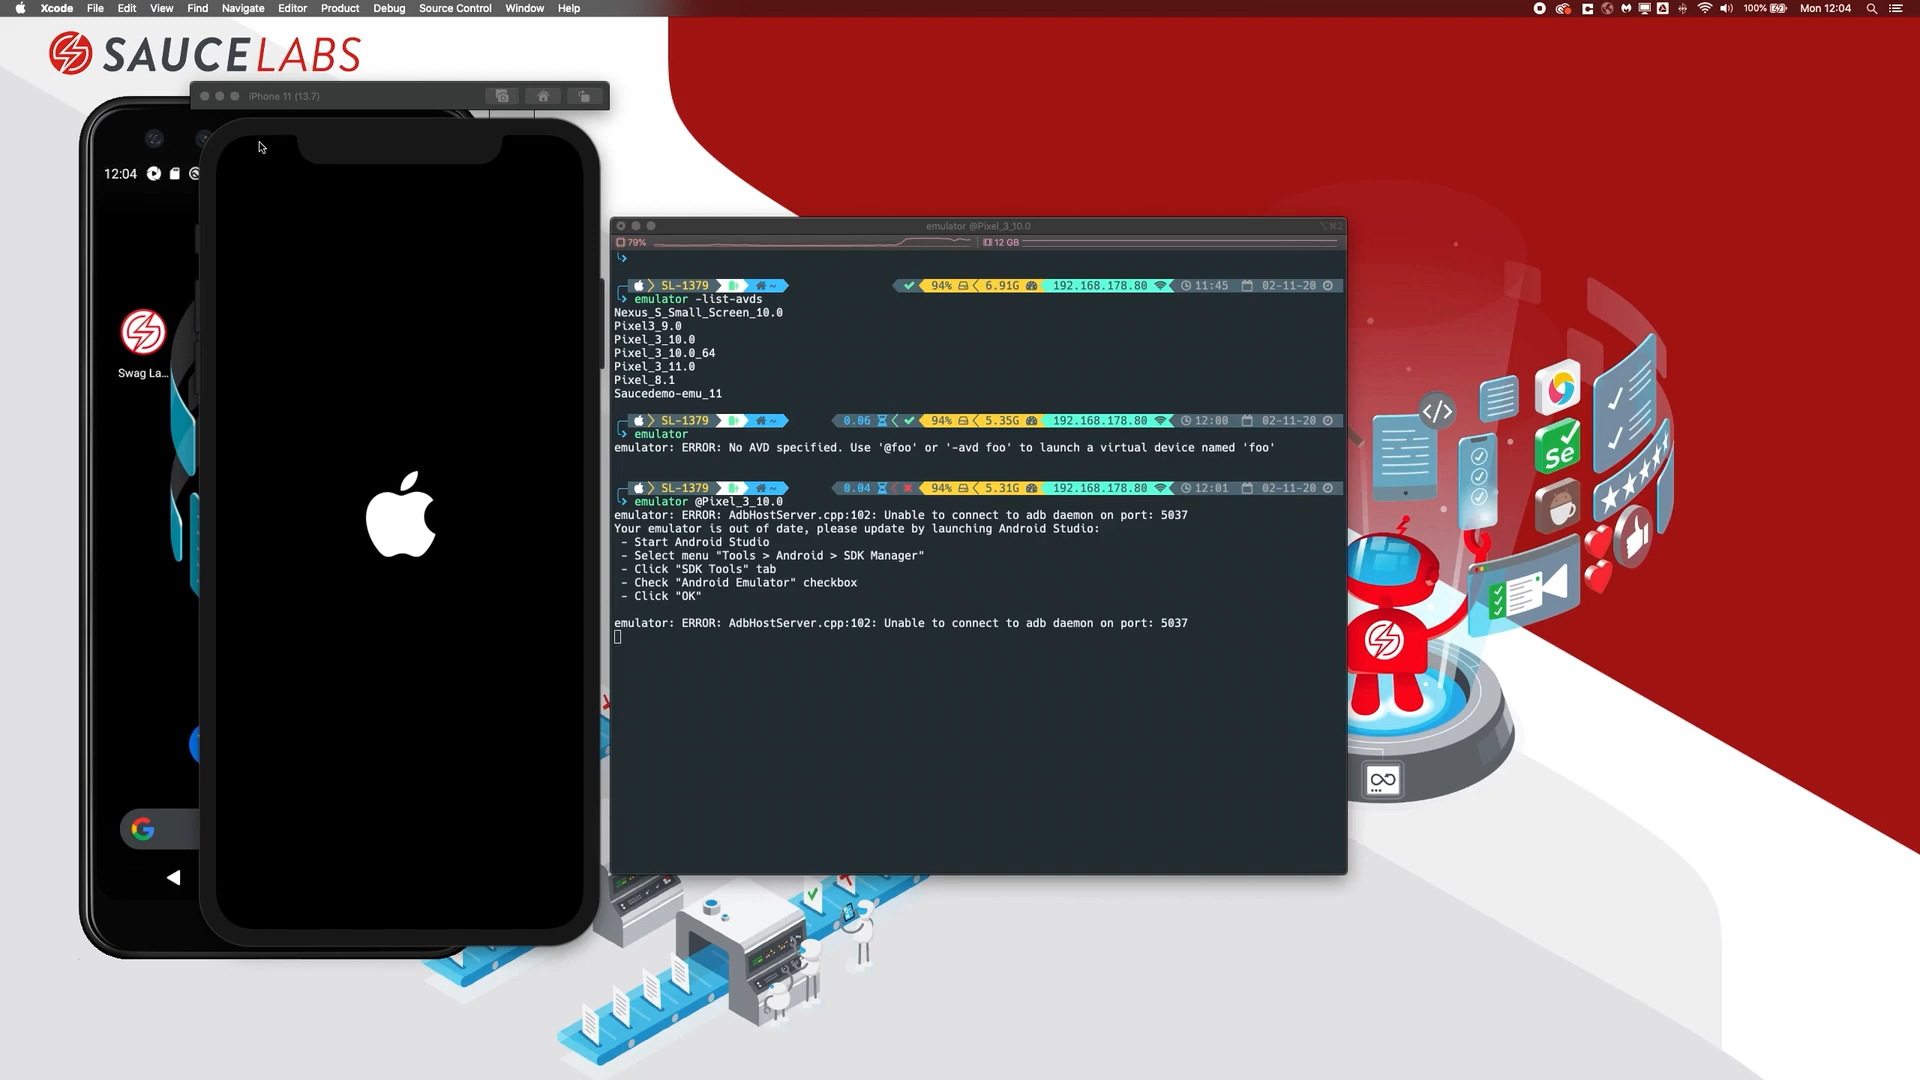 Xcode File Edit View Find Navigate Editor Product Debug Source Control Window Help
100% Mon 12:04
SAUCELABS
iPhone 11 (13.7)
12:04
Swag La...
emulator @Pixel_3_10.0
⌥⌘2
79% 12 GB
SL-1379 ~ 94% 6.91G 192.168.178.80 11:45 02-11-20
emulator -list-avds
Nexus_S_Small_Screen_10.0
Pixel3_9.0
Pixel_3_10.0
Pixel_3_10.0_64
Pixel_3_11.0
Pixel_8.1
Saucedemo-emu_11
SL-1379 ~ 0.06 94% 5.35G 192.168.178.80 12:00 02-11-20
emulator
emulator: ERROR: No AVD specified. Use '@foo' or '-avd foo' to launch a virtual device named 'foo'
SL-1379 ~ 0.04 94% 5.31G 192.168.178.80 12:01 02-11-20
emulator @Pixel_3_10.0
emulator: ERROR: AdbHostServer.cpp:102: Unable to connect to adb daemon on port: 5037
Your emulator is out of date, please update by launching Android Studio:
- Start Android Studio
- Select menu "Tools > Android > SDK Manager"
- Click "SDK Tools" tab
- Check "Android Emulator" checkbox
- Click "OK"
emulator: ERROR: AdbHostServer.cpp:102: Unable to connect to adb daemon on port: 5037
</>
Se